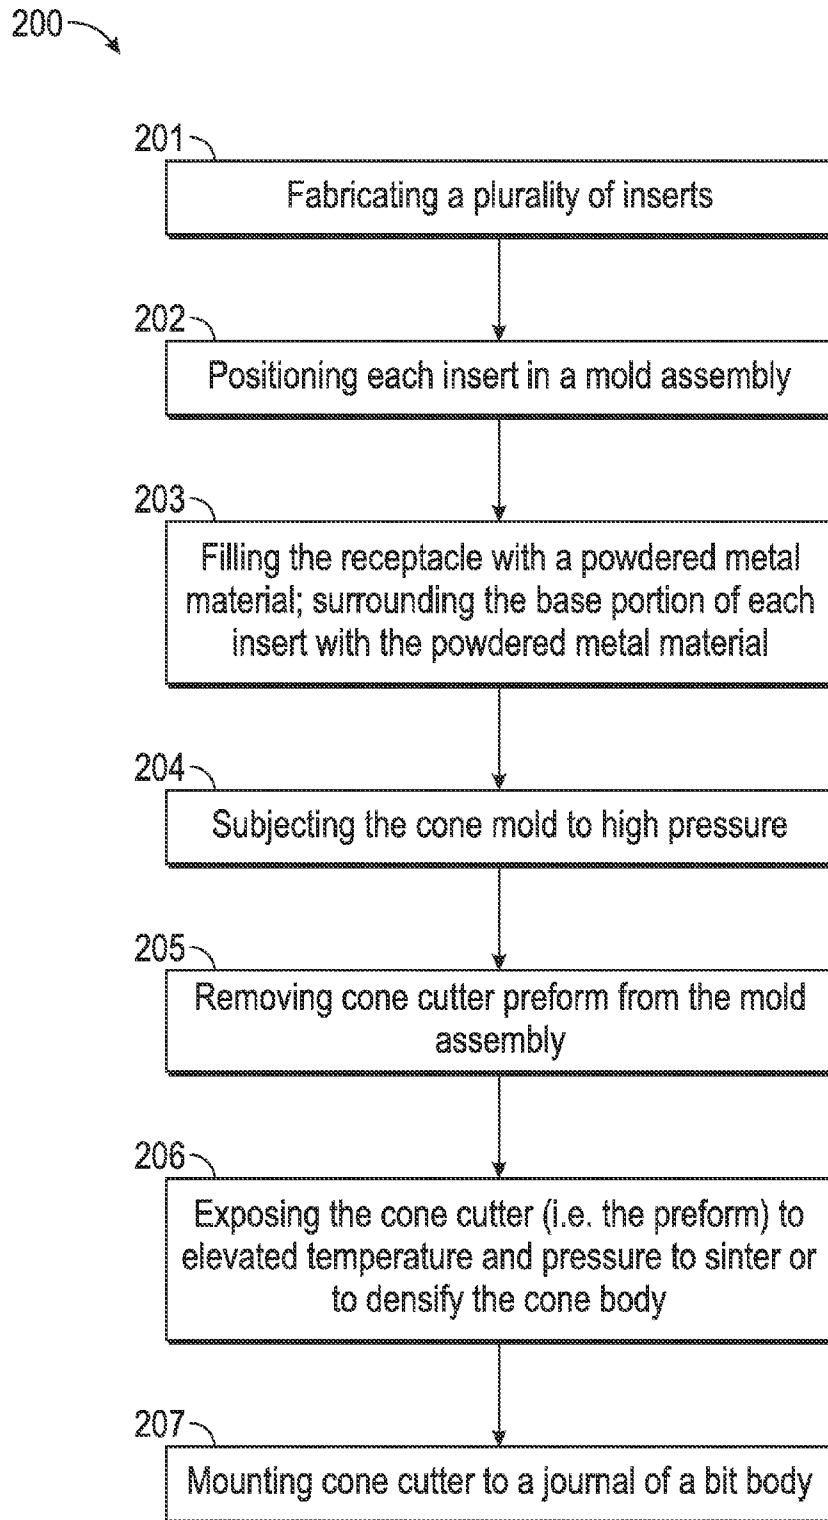 200
201
Fabricating a plurality of inserts
202
Positioning each insert in a mold assembly
203
Filling the receptacle with a powdered metal
material; surrounding the base portion of each
insert with the powdered metal material
204
Subjecting the cone mold to high pressure
205
Removing cone cutter preform from the mold
assembly
206
Exposing the cone cutter (i.e. the preform) to
elevated temperature and pressure to sinter or
to densify the cone body
207
Mounting cone cutter to a journal of a bit body